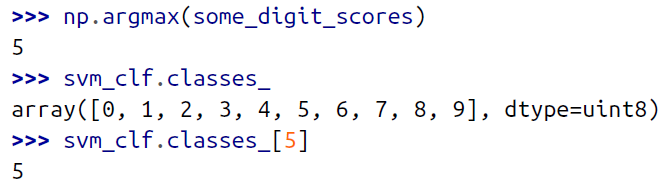 >>> np.argmax(some_digit_scores)
5
>>> svm_clf.classes_
array([0, 1, 2, 3, 4, 5, 6, 7, 8, 9], dtype=uint8)
>>> svm_clf.classes_[5]
5